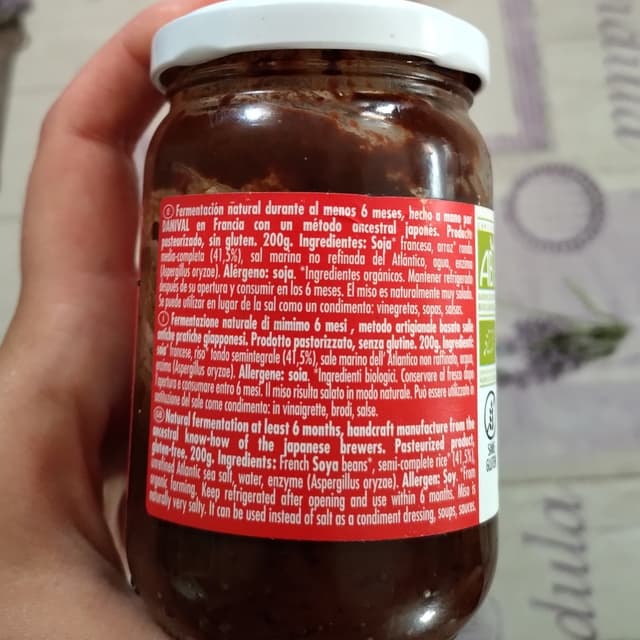 E Fermentación natural durante al menos 6 meses, hecho a mano por
DANIVAL en Francia con un método ancestral japonés. Producto
pasteurizado, sin gluten. 200g. Ingredientes: Soja* francesa, arroz* redondo
media-completa (41,5%), sal marina no refinada del Atlántico, agua, enzima
(Aspergillus oryzae). Alérgeno: soja. *Ingredientes orgánicos. Mantener refrigerado
después de su apertura y consumir en los 6 meses. El miso es naturalmente muy salado.
Se puede utilizar en lugar de la sal como un condimento: vinegretas, sopas, salsas.
I Fermentazione naturale di mimimo 6 mesi, metodo artigianale basato sulle
antiche pratiche giapponesi. Prodotto pastorizzato, senza glutine. 200g. Ingredienti:
soia* francese, riso* tondo semintegrale (41,5%), sale marino dell'Atlantico non raffinato, acqua,
enzima (Aspergillus oryzae). Allergene: soia. *Ingredienti biologici. Conservare al fresco dopo
l'apertura e consumare entro 6 mesi. Il miso risulta salato in modo naturale. Può essere utilizzato in
sostituzione del sale come condimento: in vinaigrette, brodi, salse.
GB Natural fermentation at least 6 months, handcraft manufacture from the
ancestral know-how of the japanese brewers. Pasteurized product,
gluten-free, 200g. Ingredients: French Soya beans*, semi-complete rice* (41,5%),
unrefined Atlantic sea salt, water, enzyme (Aspergillus oryzae). Allergen: Soy. *From
organic farming. Keep refrigerated after opening and use within 6 months. Miso is
naturally very salty. It can be used instead of salt as a condiment dressing, soups, sauces.
AB
SANS
GLUTEN
dula